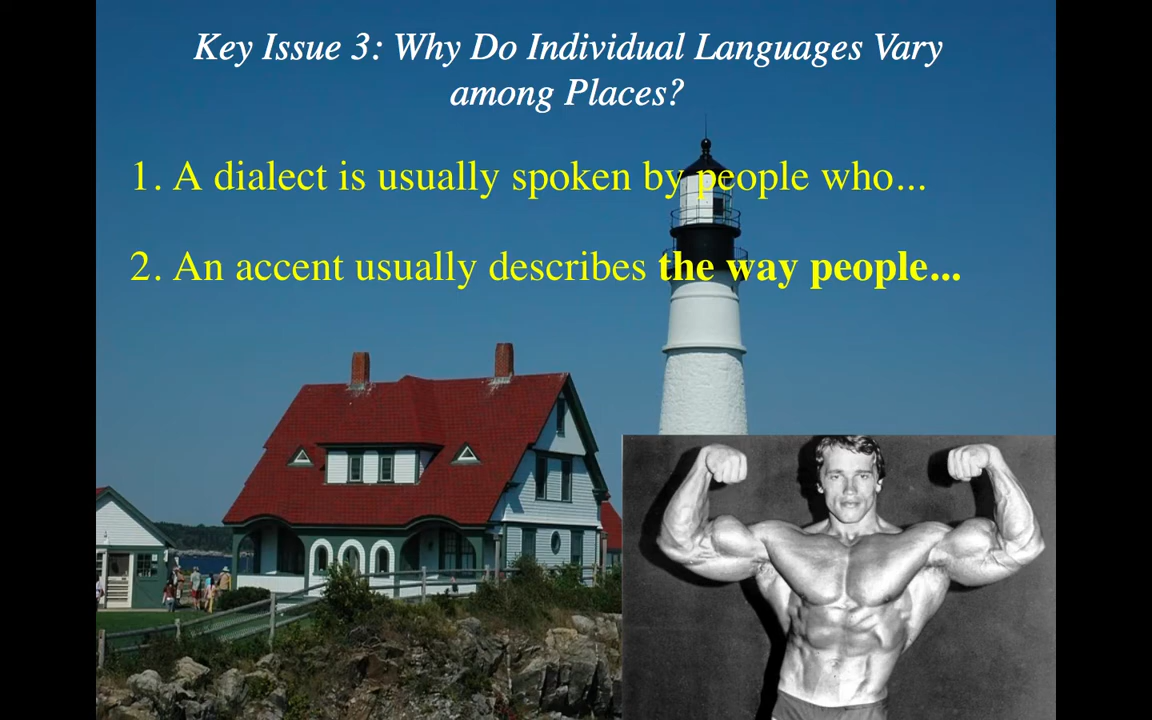 Key Issue 3: Why Do Individual Languages Vary
among Places?
1. A dialect is usually spoken by people who...
2. An accent usually describes the way people...